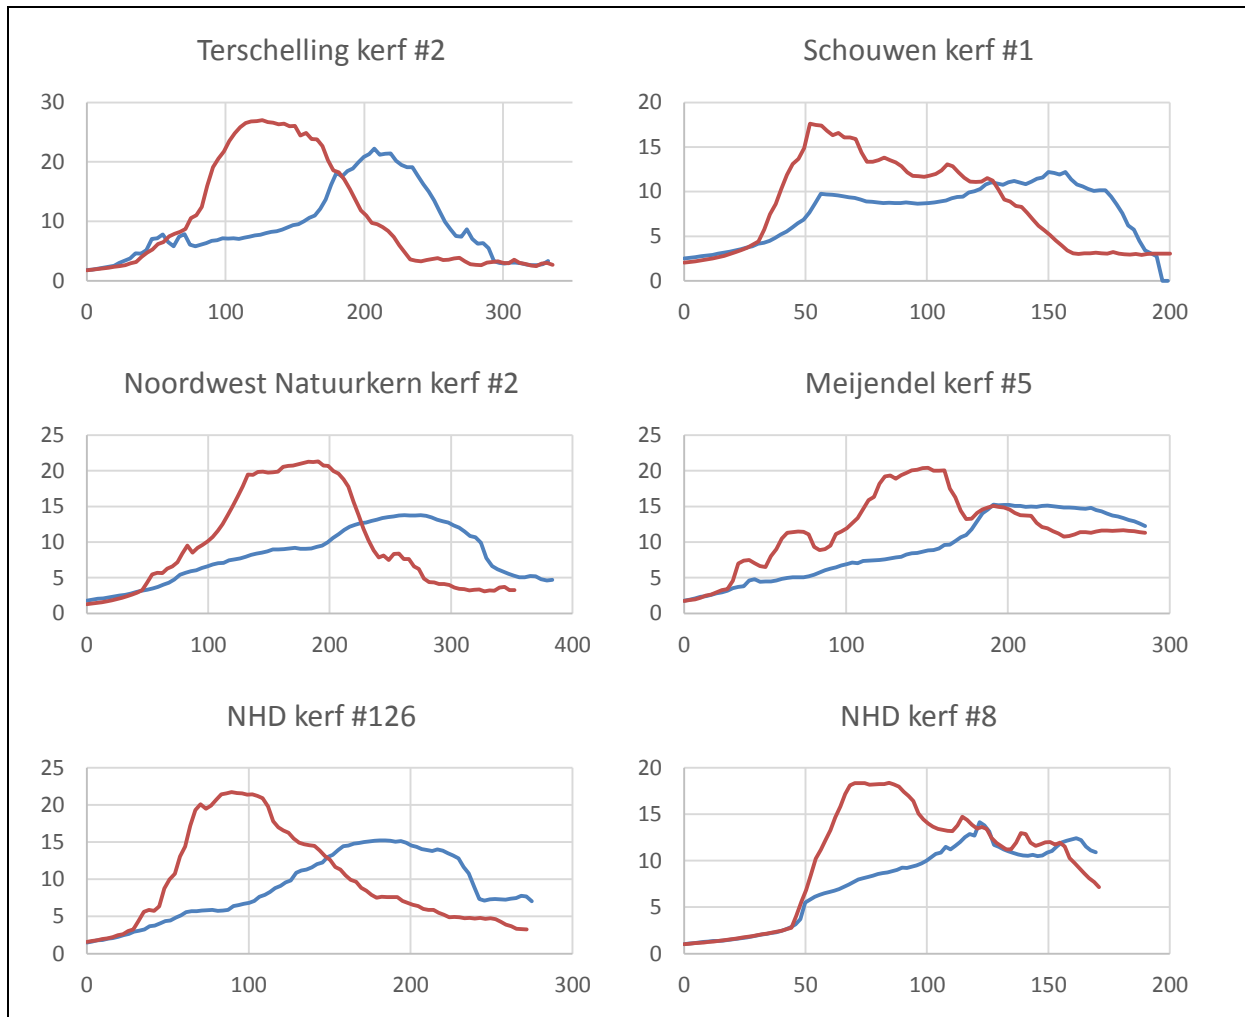 Terschelling kerf #2
30
20
10
0
0 100 200 300
Schouwen kerf #1
20
15
10
5
0
0 50 100 150 200
Noordwest Natuurkern kerf #2
25
20
15
10
5
0
0 100 200 300 400
Meijendel kerf #5
25
20
15
10
5
0
0 100 200 300
NHD kerf #126
25
20
15
10
5
0
0 100 200 300
NHD kerf #8
20
15
10
5
0
0 50 100 150 200